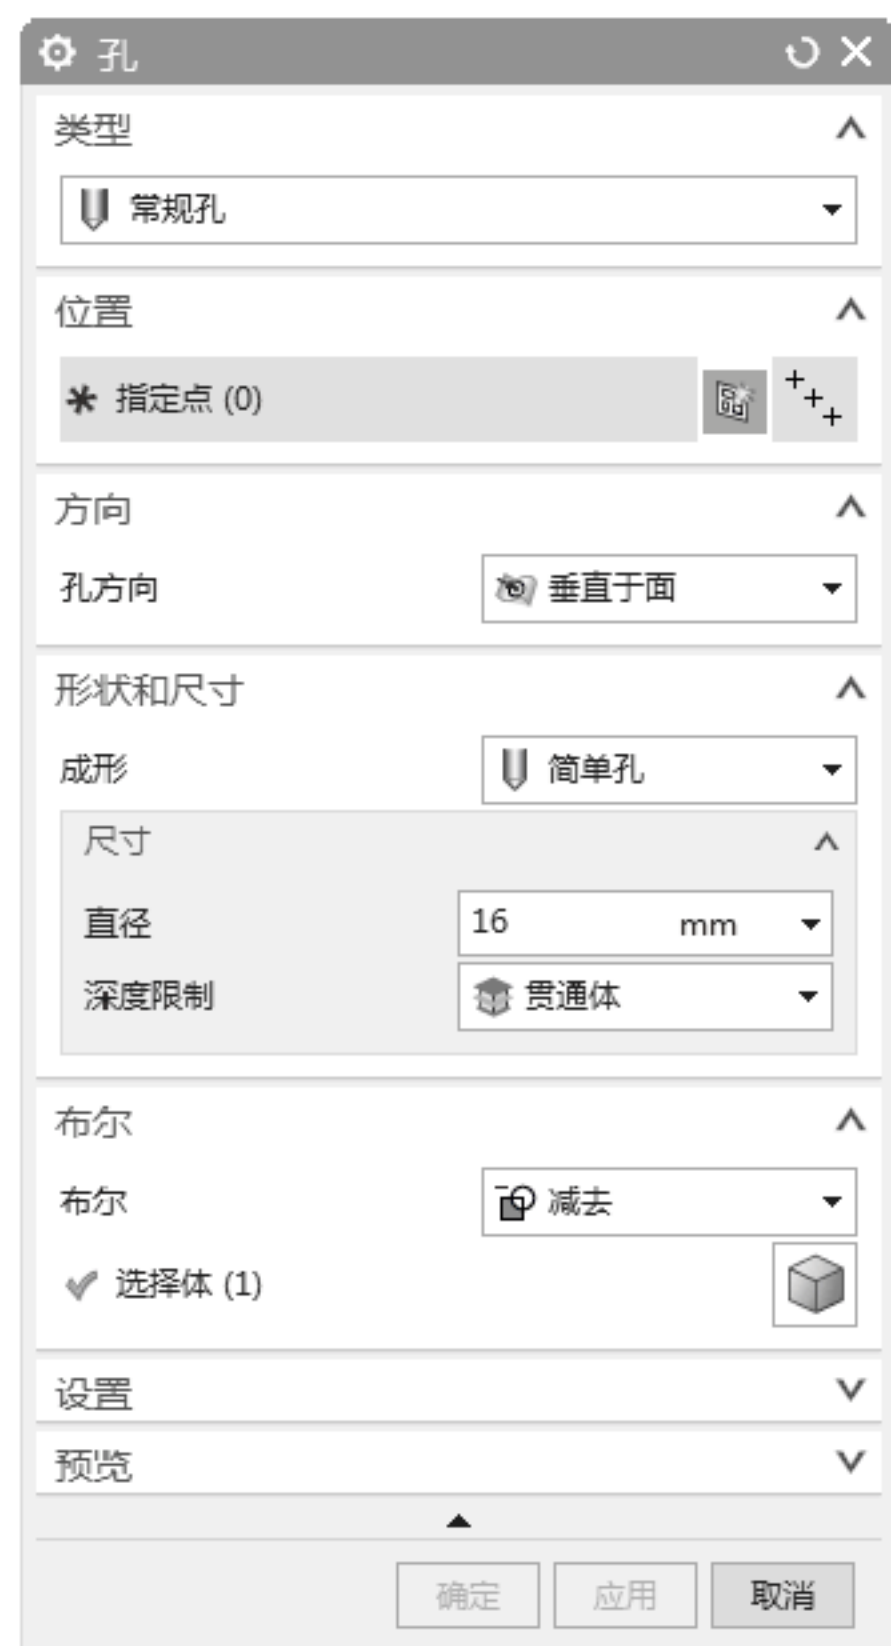 孔
类型
常规孔
位置
指定点 (0)
方向
孔方向 垂直于面
形状和尺寸
成形 简单孔
尺寸
直径 16 mm
深度限制 贯通体
布尔
布尔 减去
选择体 (1)
设置
预览
确定 应用 取消